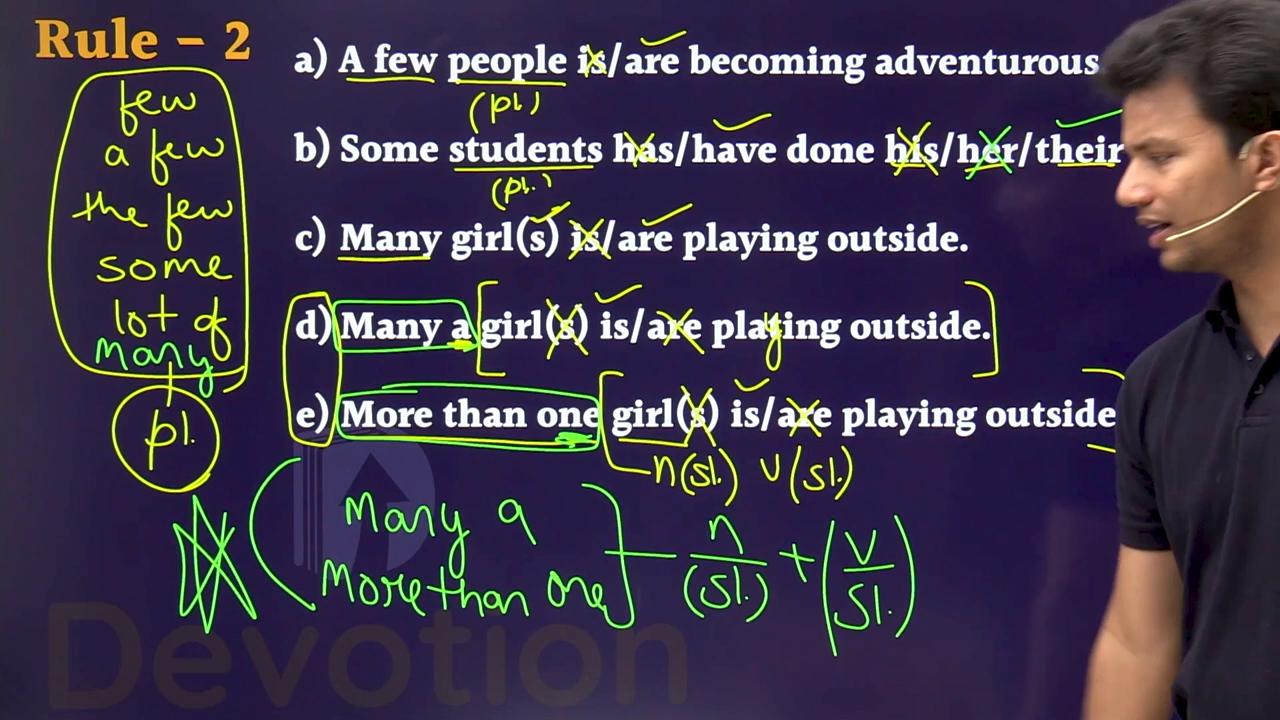 Rule – 2
few
a few
the few
some
lot of
many
pl.
a) A few people is/are becoming adventurous
(pl.)
b) Some students has/have done his/her/their
(pl.)
c) Many girl(s) is/are playing outside.
d) Many a girl(s) is/are playing outside.
e) More than one girl(s) is/are playing outside
n(sl.) v(sl.)
Many a
more than one
n
(sl.)
+
v
sl.
Devotion